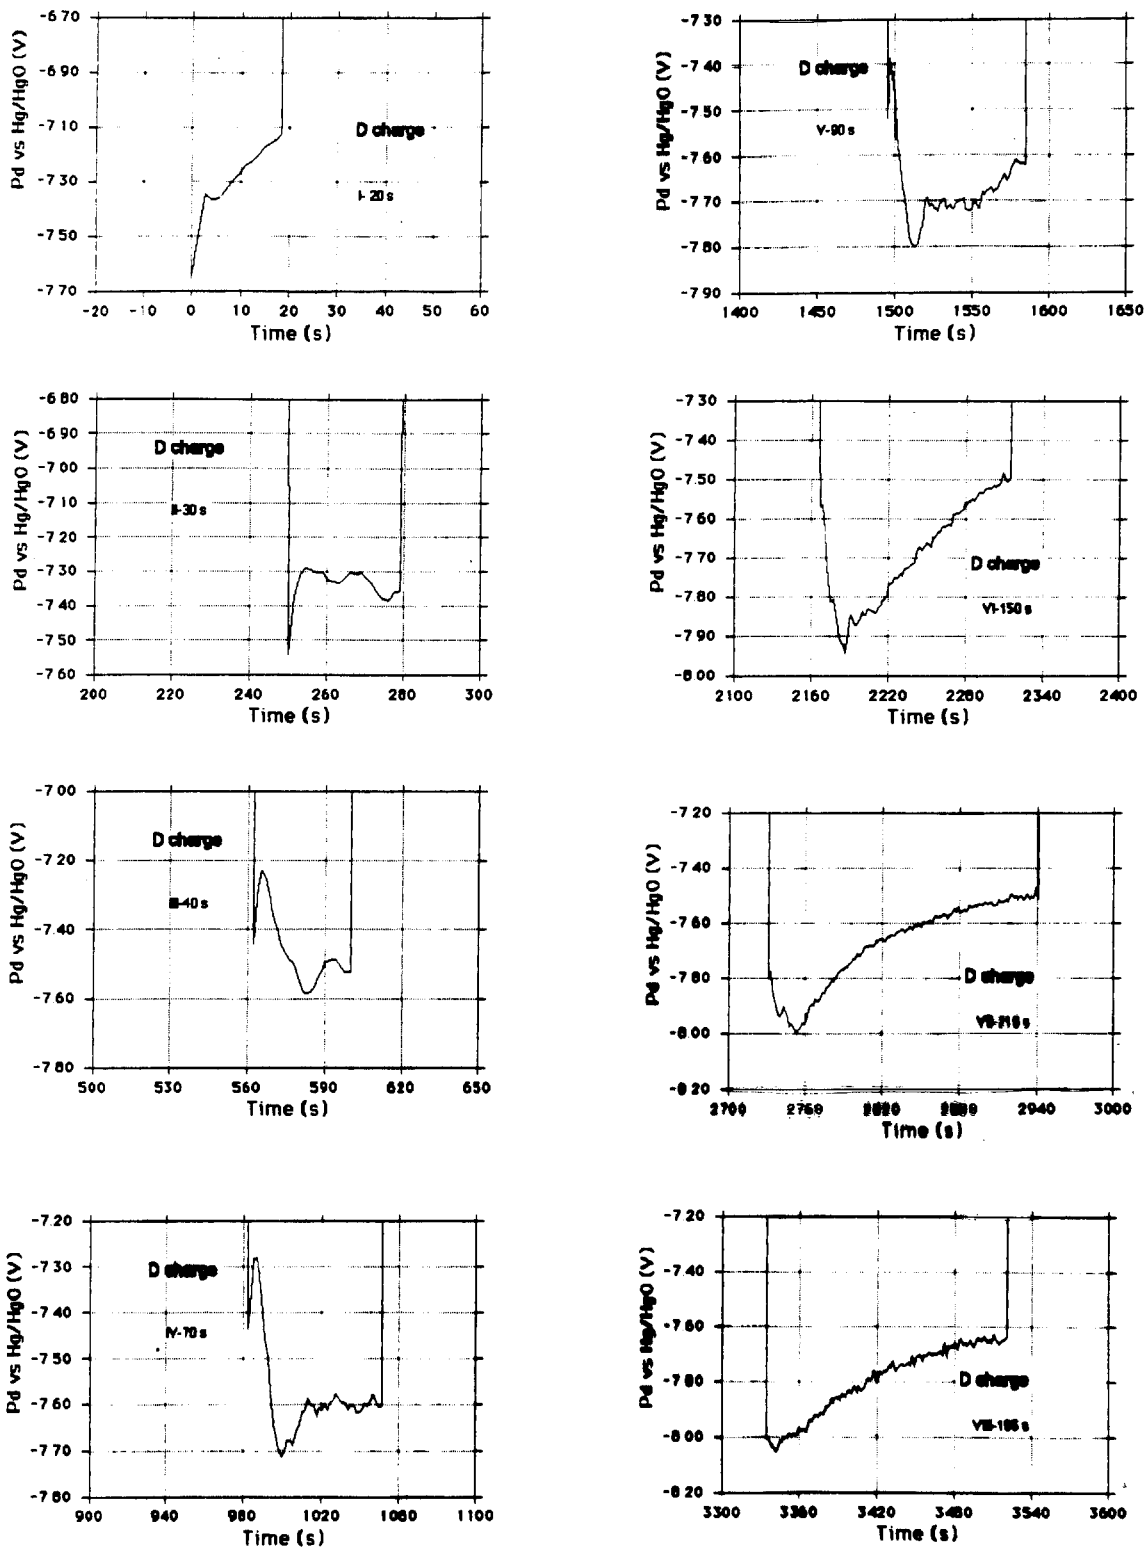 -6.70
-6.90
-7.10
-7.30
-7.50
-7.70
Pd vs Hg/HgO (V)
D charge
I- 20 s
-20 -10 0 10 20 30 40 50 60
Time (s)
-6.80
-6.90
-7.00
-7.10
-7.20
-7.30
-7.40
-7.50
-7.60
Pd vs Hg/HgO (V)
D charge
II-30 s
200 220 240 260 280 300
Time (s)
-7.00
-7.20
-7.40
-7.60
-7.80
Pd vs Hg/HgO (V)
D charge
III-40 s
500 530 560 590 620 650
Time (s)
-7.20
-7.30
-7.40
-7.50
-7.60
-7.70
-7.80
Pd vs Hg/HgO (V)
D charge
IV-70 s
900 940 980 1020 1060 1100
Time (s)
-7.30
-7.40
-7.50
-7.60
-7.70
-7.80
-7.90
Pd vs Hg/HgO (V)
D charge
V-90 s
1400 1450 1500 1550 1600 1650
Time (s)
-7.30
-7.40
-7.50
-7.60
-7.70
-7.80
-7.90
-8.00
Pd vs Hg/HgO (V)
D charge
VI-150 s
2100 2160 2220 2280 2340 2400
Time (s)
-7.20
-7.40
-7.60
-7.80
-8.00
-8.20
Pd vs Hg/HgO (V)
D charge
2700 2760 2820 2880 2940 3000
Time (s)
-7.20
-7.40
-7.60
-7.80
-8.00
-8.20
Pd vs Hg/HgO (V)
D charge
3300 3360 3420 3480 3540 3600
Time (s)